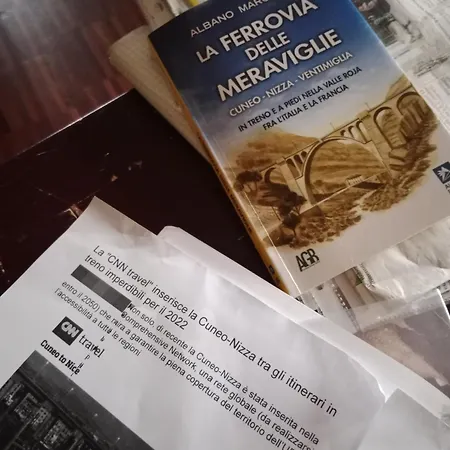 ALBANO MARC
LA FERROVIA
DELLE
MERAVIGLIE
CUNEO - NIZZA - VENTIMIGLIA
IN TRENO E A PIEDI NELLA VALLE ROJA
FRA L'ITALIA E LA FRANCIA
AGB
La "CNN travel" inserisce la Cuneo-Nizza tra gli itinerari in
treno imperdibili per il 2022
Non solo, di recente la Cuneo-Nizza è stata inserita nella
Comprehensive Network, una rete globale (da realizzarsi
entro il 2050) che mira a garantire la piena copertura del territorio dell'U
l'accessibilità a tutte le regioni.
CNN travel
Cuneo to Nice